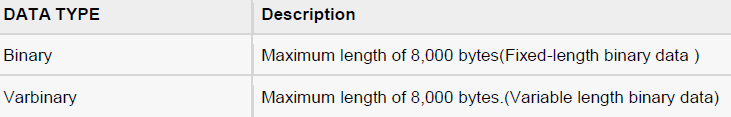 DATA TYPE Description
Binary Maximum length of 8,000 bytes(Fixed-length binary data )
Varbinary Maximum length of 8,000 bytes.(Variable length binary data)